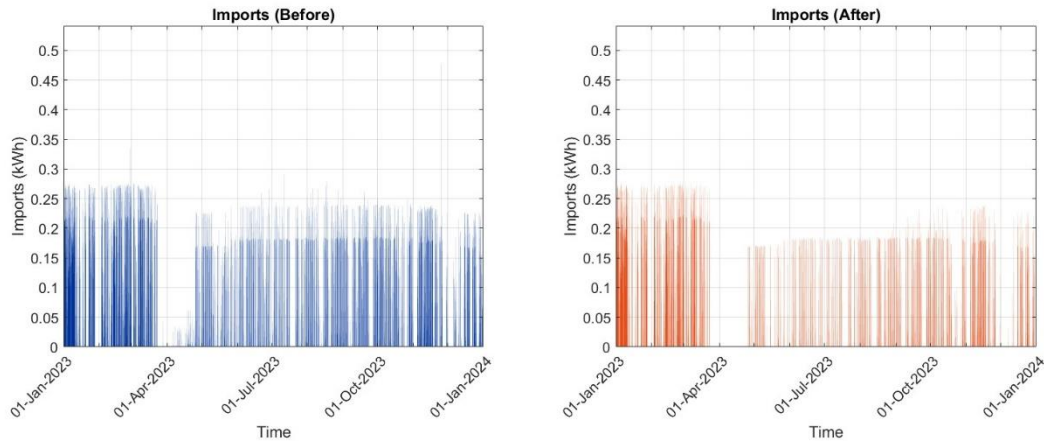 Imports (Before)
Imports (kWh)
0.5
0.45
0.4
0.35
0.3
0.25
0.2
0.15
0.1
0.05
0
01-Jan-2023
01-Apr-2023
01-Jul-2023
01-Oct-2023
01-Jan-2024
Time
Imports (After)
Imports (kWh)
0.5
0.45
0.4
0.35
0.3
0.25
0.2
0.15
0.1
0.05
0
01-Jan-2023
01-Apr-2023
01-Jul-2023
01-Oct-2023
01-Jan-2024
Time